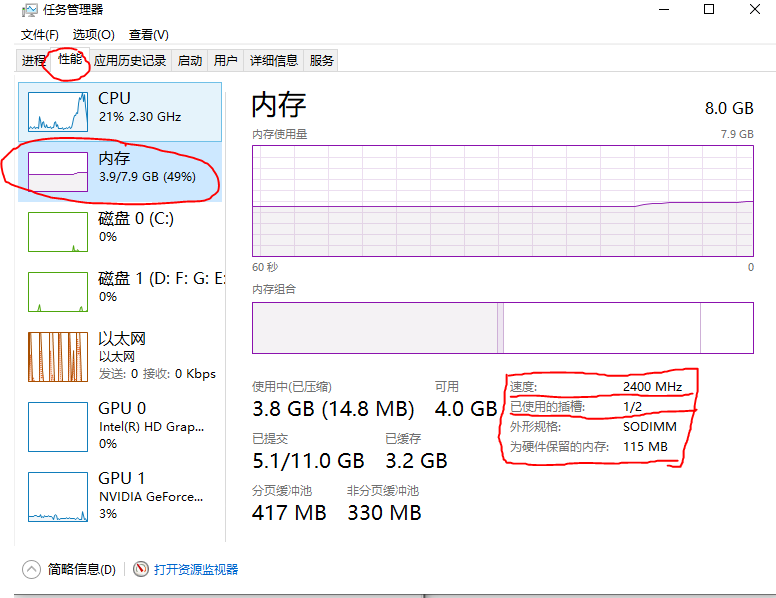 任务管理器
文件(F) 选项(O) 查看(V)
进程 性能 应用历史记录 启动 用户 详细信息 服务
CPU
21% 2.30 GHz
内存
3.9/7.9 GB (49%)
磁盘 0 (C:)
0%
磁盘 1 (D: F: G: E:
0%
以太网
以太网
发送: 0 接收: 0 Kbps
GPU 0
Intel(R) HD Grap...
0%
GPU 1
NVIDIA GeForce...
3%
内存 8.0 GB
内存使用量 7.9 GB
60 秒 0
内存组合
使用中(已压缩) 可用
3.8 GB (14.8 MB) 4.0 GB
已提交 已缓存
5.1/11.0 GB 3.2 GB
分页缓冲池 非分页缓冲池
417 MB 330 MB
速度: 2400 MHz
已使用的插槽: 1/2
外形规格: SODIMM
为硬件保留的内存: 115 MB
简略信息(D) 打开资源监视器